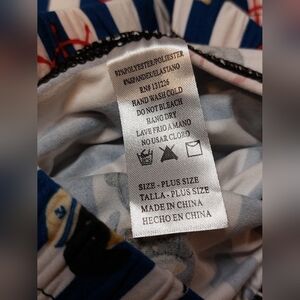 92%POLYESTER/POLIESTER
8%SPANDEX/ELASTANO
RN# 131226
HAND WASH COLD
DO NOT BLEACH
HANG DRY
LAVE FRIO A MANO
NO USAR CLORO
SIZE - PLUS SIZE
TALLA - PLUS SIZE
MADE IN CHINA
HECHO EN CHINA